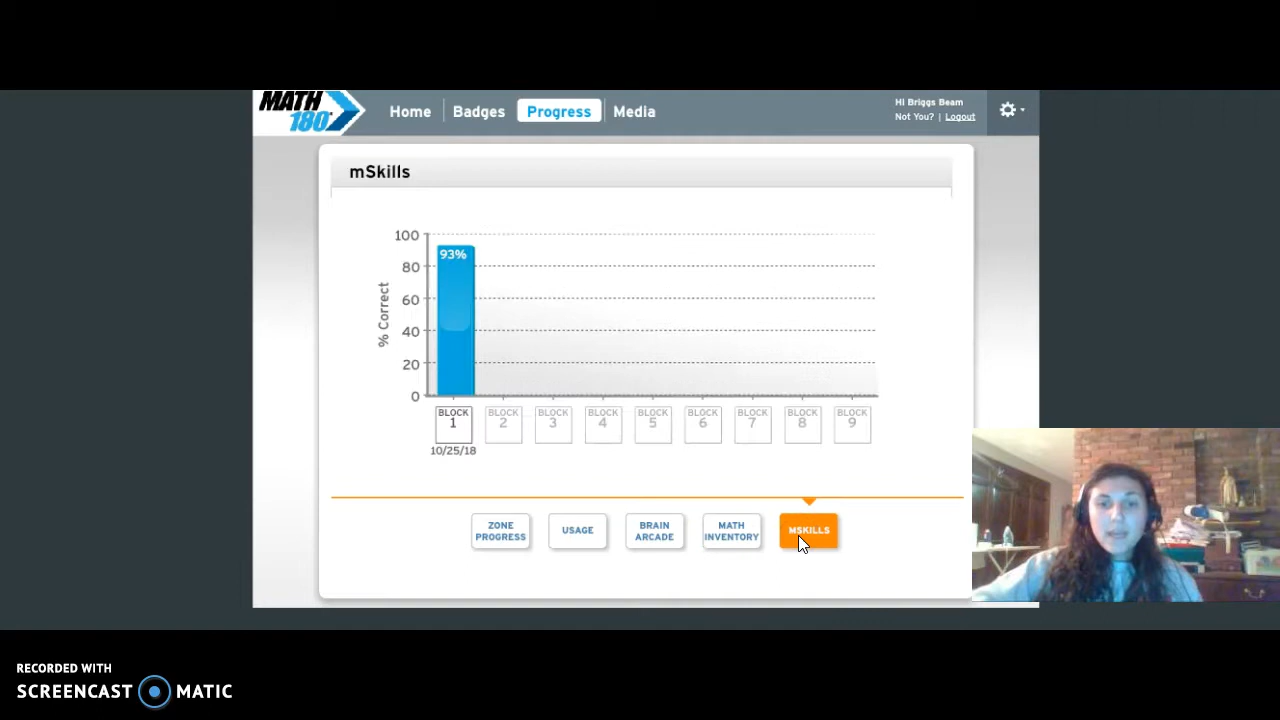 MATH
180
Home
Badges
Progress
Media
Hi Briggs Beam
Not You? | Logout
mSkills
% Correct
100
80
60
40
20
0
93%
BLOCK
1
BLOCK
2
BLOCK
3
BLOCK
4
BLOCK
5
BLOCK
6
BLOCK
7
BLOCK
8
BLOCK
9
10/25/18
ZONE
PROGRESS
USAGE
BRAIN
ARCADE
MATH
INVENTORY
MSKILLS
RECORDED WITH
SCREENCAST MATIC